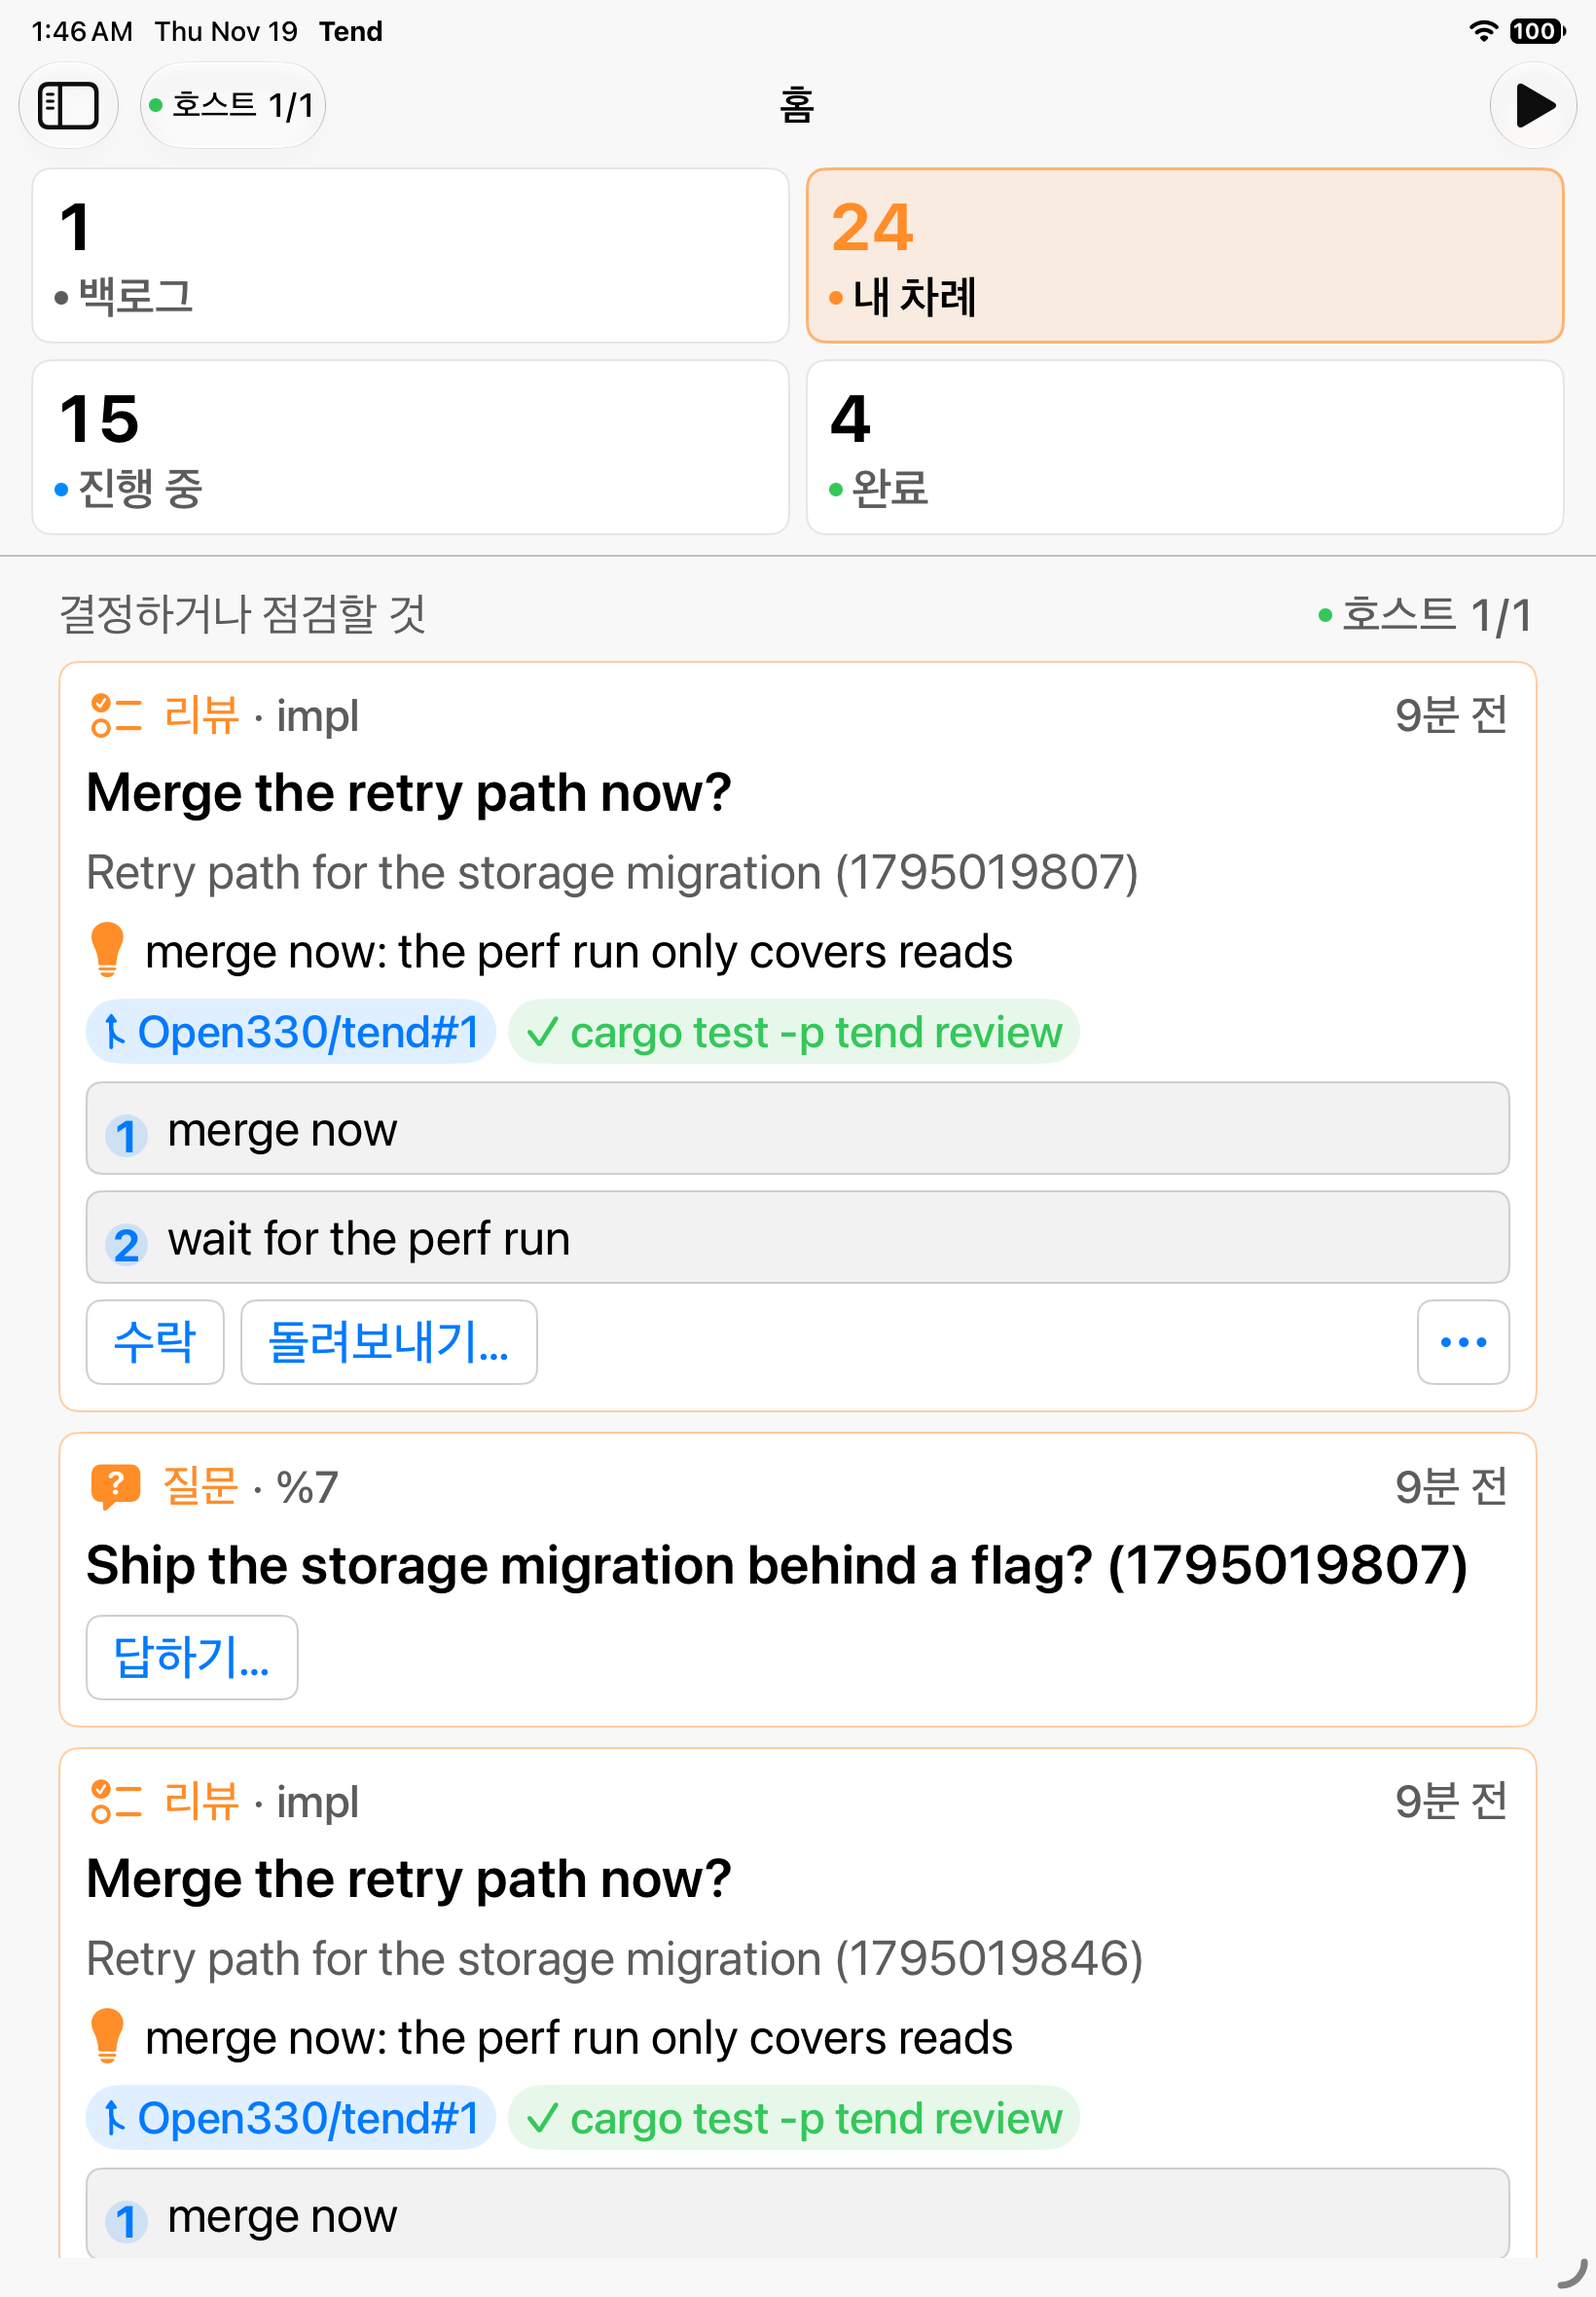 1:46 AM Thu Nov 19 Tend
100
호스트 1/1
홈
1
백로그
24
내 차례
15
진행 중
4
완료
결정하거나 점검할 것
호스트 1/1
리뷰 · impl
9분 전
Merge the retry path now?
Retry path for the storage migration (1795019807)
merge now: the perf run only covers reads
Open330/tend#1
cargo test -p tend review
1 merge now
2 wait for the perf run
수락
돌려보내기...
질문 · %7
9분 전
Ship the storage migration behind a flag? (1795019807)
답하기...
리뷰 · impl
9분 전
Merge the retry path now?
Retry path for the storage migration (1795019846)
merge now: the perf run only covers reads
Open330/tend#1
cargo test -p tend review
1 merge now